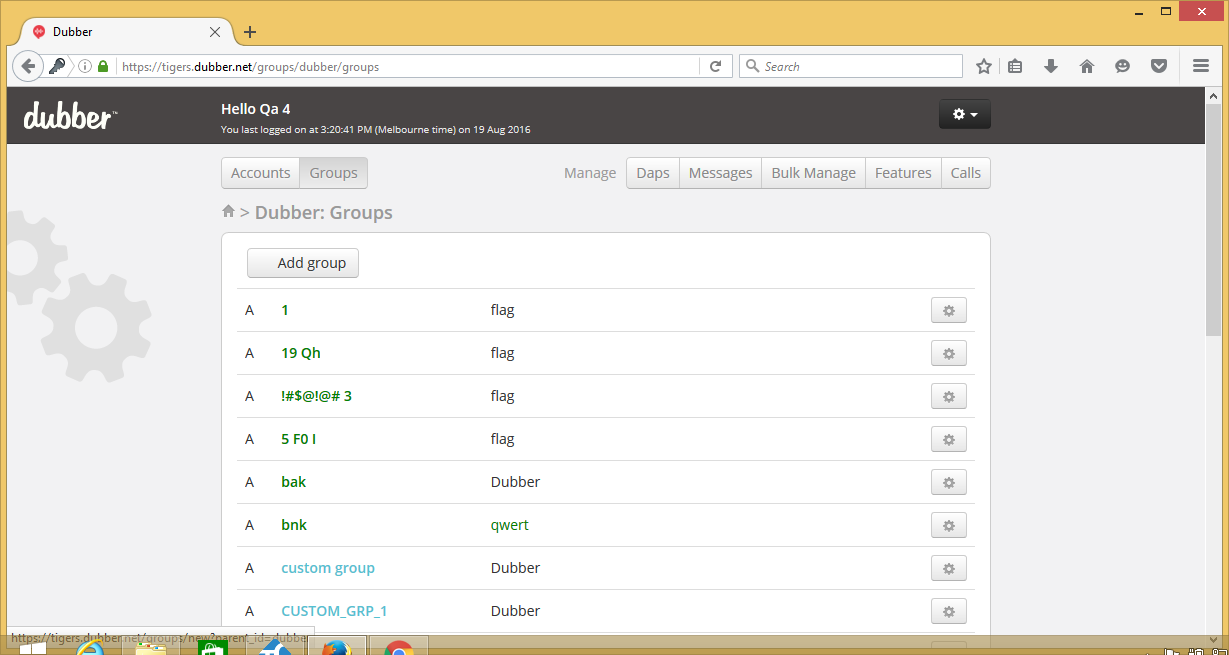 Dubber
https://tigers.dubber.net/groups/dubber/groups
Search
dubber™
Hello Qa 4
You last logged on at 3:20:41 PM (Melbourne time) on 19 Aug 2016
Accounts
Groups
Manage
Daps
Messages
Bulk Manage
Features
Calls
> Dubber: Groups
Add group
A 1 flag
A 19 Qh flag
A !#$@!@# 3 flag
A 5 F0 I flag
A bak Dubber
A bnk qwert
A custom group Dubber
A CUSTOM_GRP_1 Dubber
https://tigers.dubber.net/groups/new?parent_id=dubbe